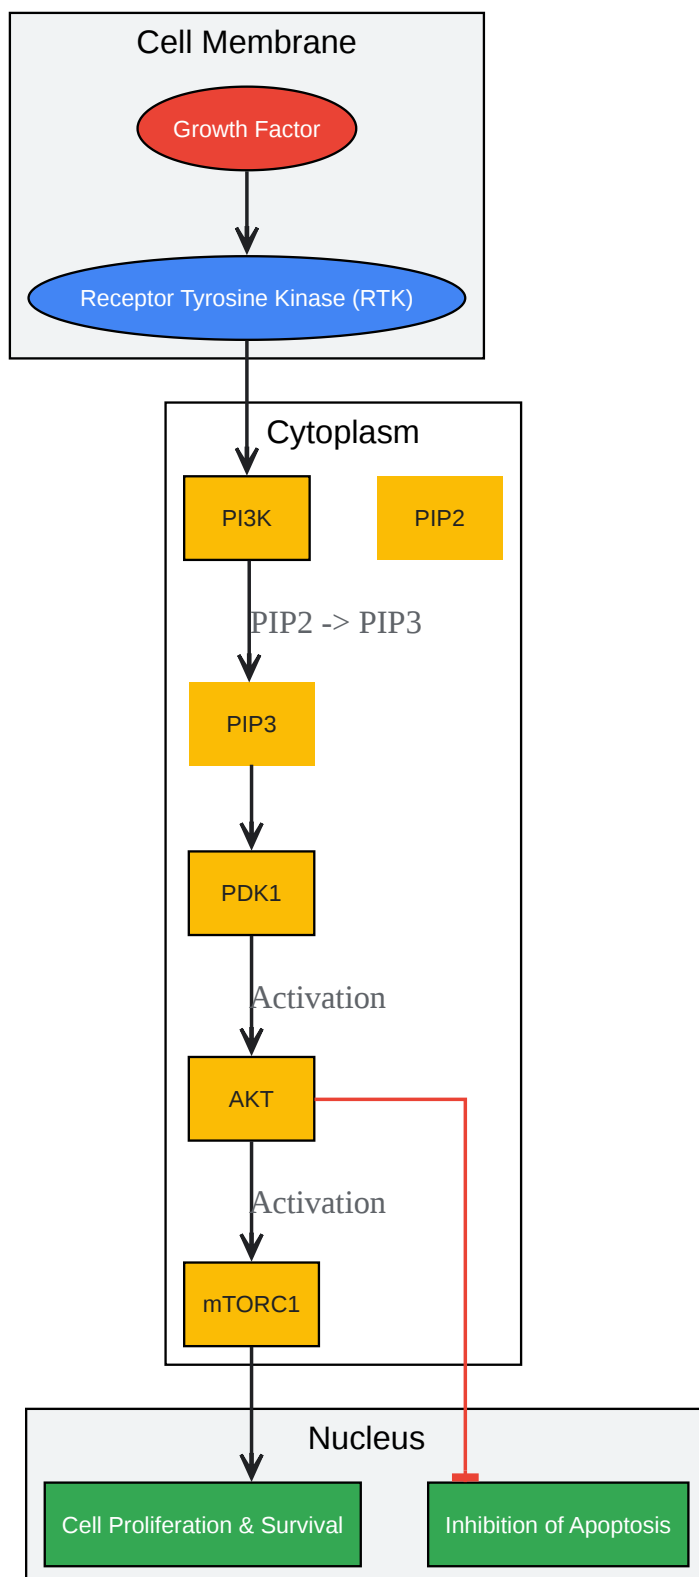 Cell Membrane
Growth Factor
Receptor Tyrosine Kinase (RTK)
Cytoplasm
PI3K
PIP2
PIP2 -> PIP3
PIP3
PDK1
Activation
AKT
Activation
mTORC1
Nucleus
Cell Proliferation & Survival
Inhibition of Apoptosis